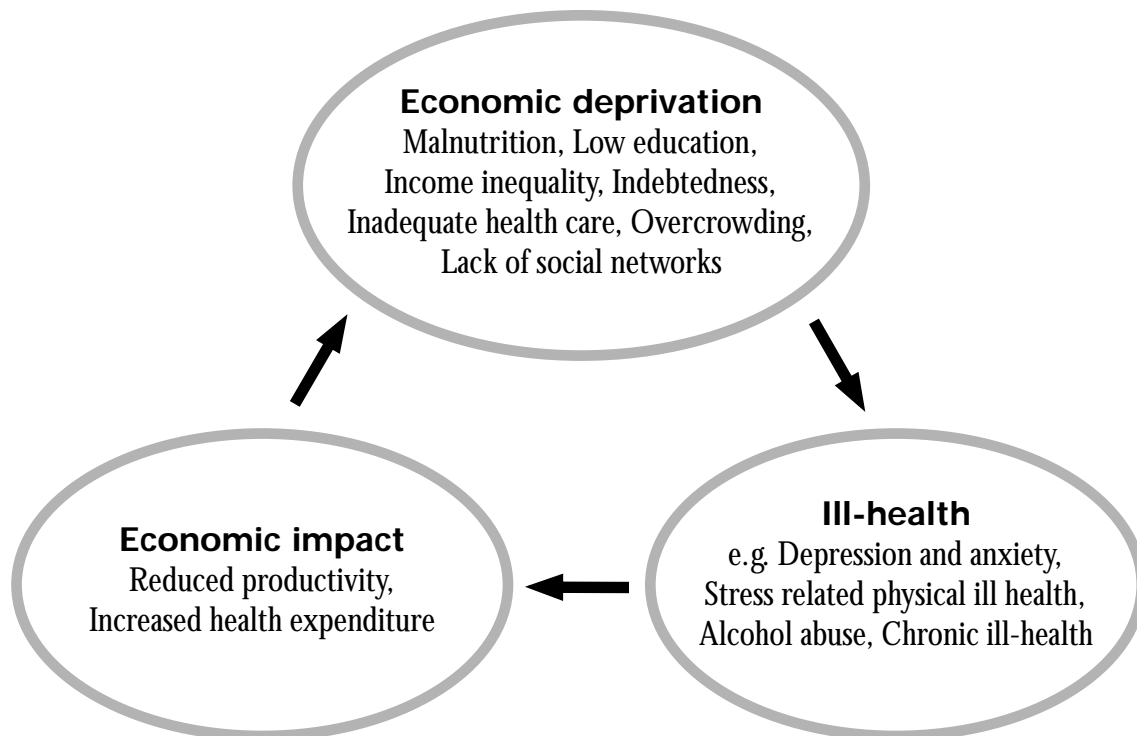 Economic deprivation
Malnutrition, Low education,
Income inequality, Indebtedness,
Inadequate health care, Overcrowding,
Lack of social networks
Economic impact
Reduced productivity,
Increased health expenditure
Ill-health
e.g. Depression and anxiety,
Stress related physical ill health,
Alcohol abuse, Chronic ill-health